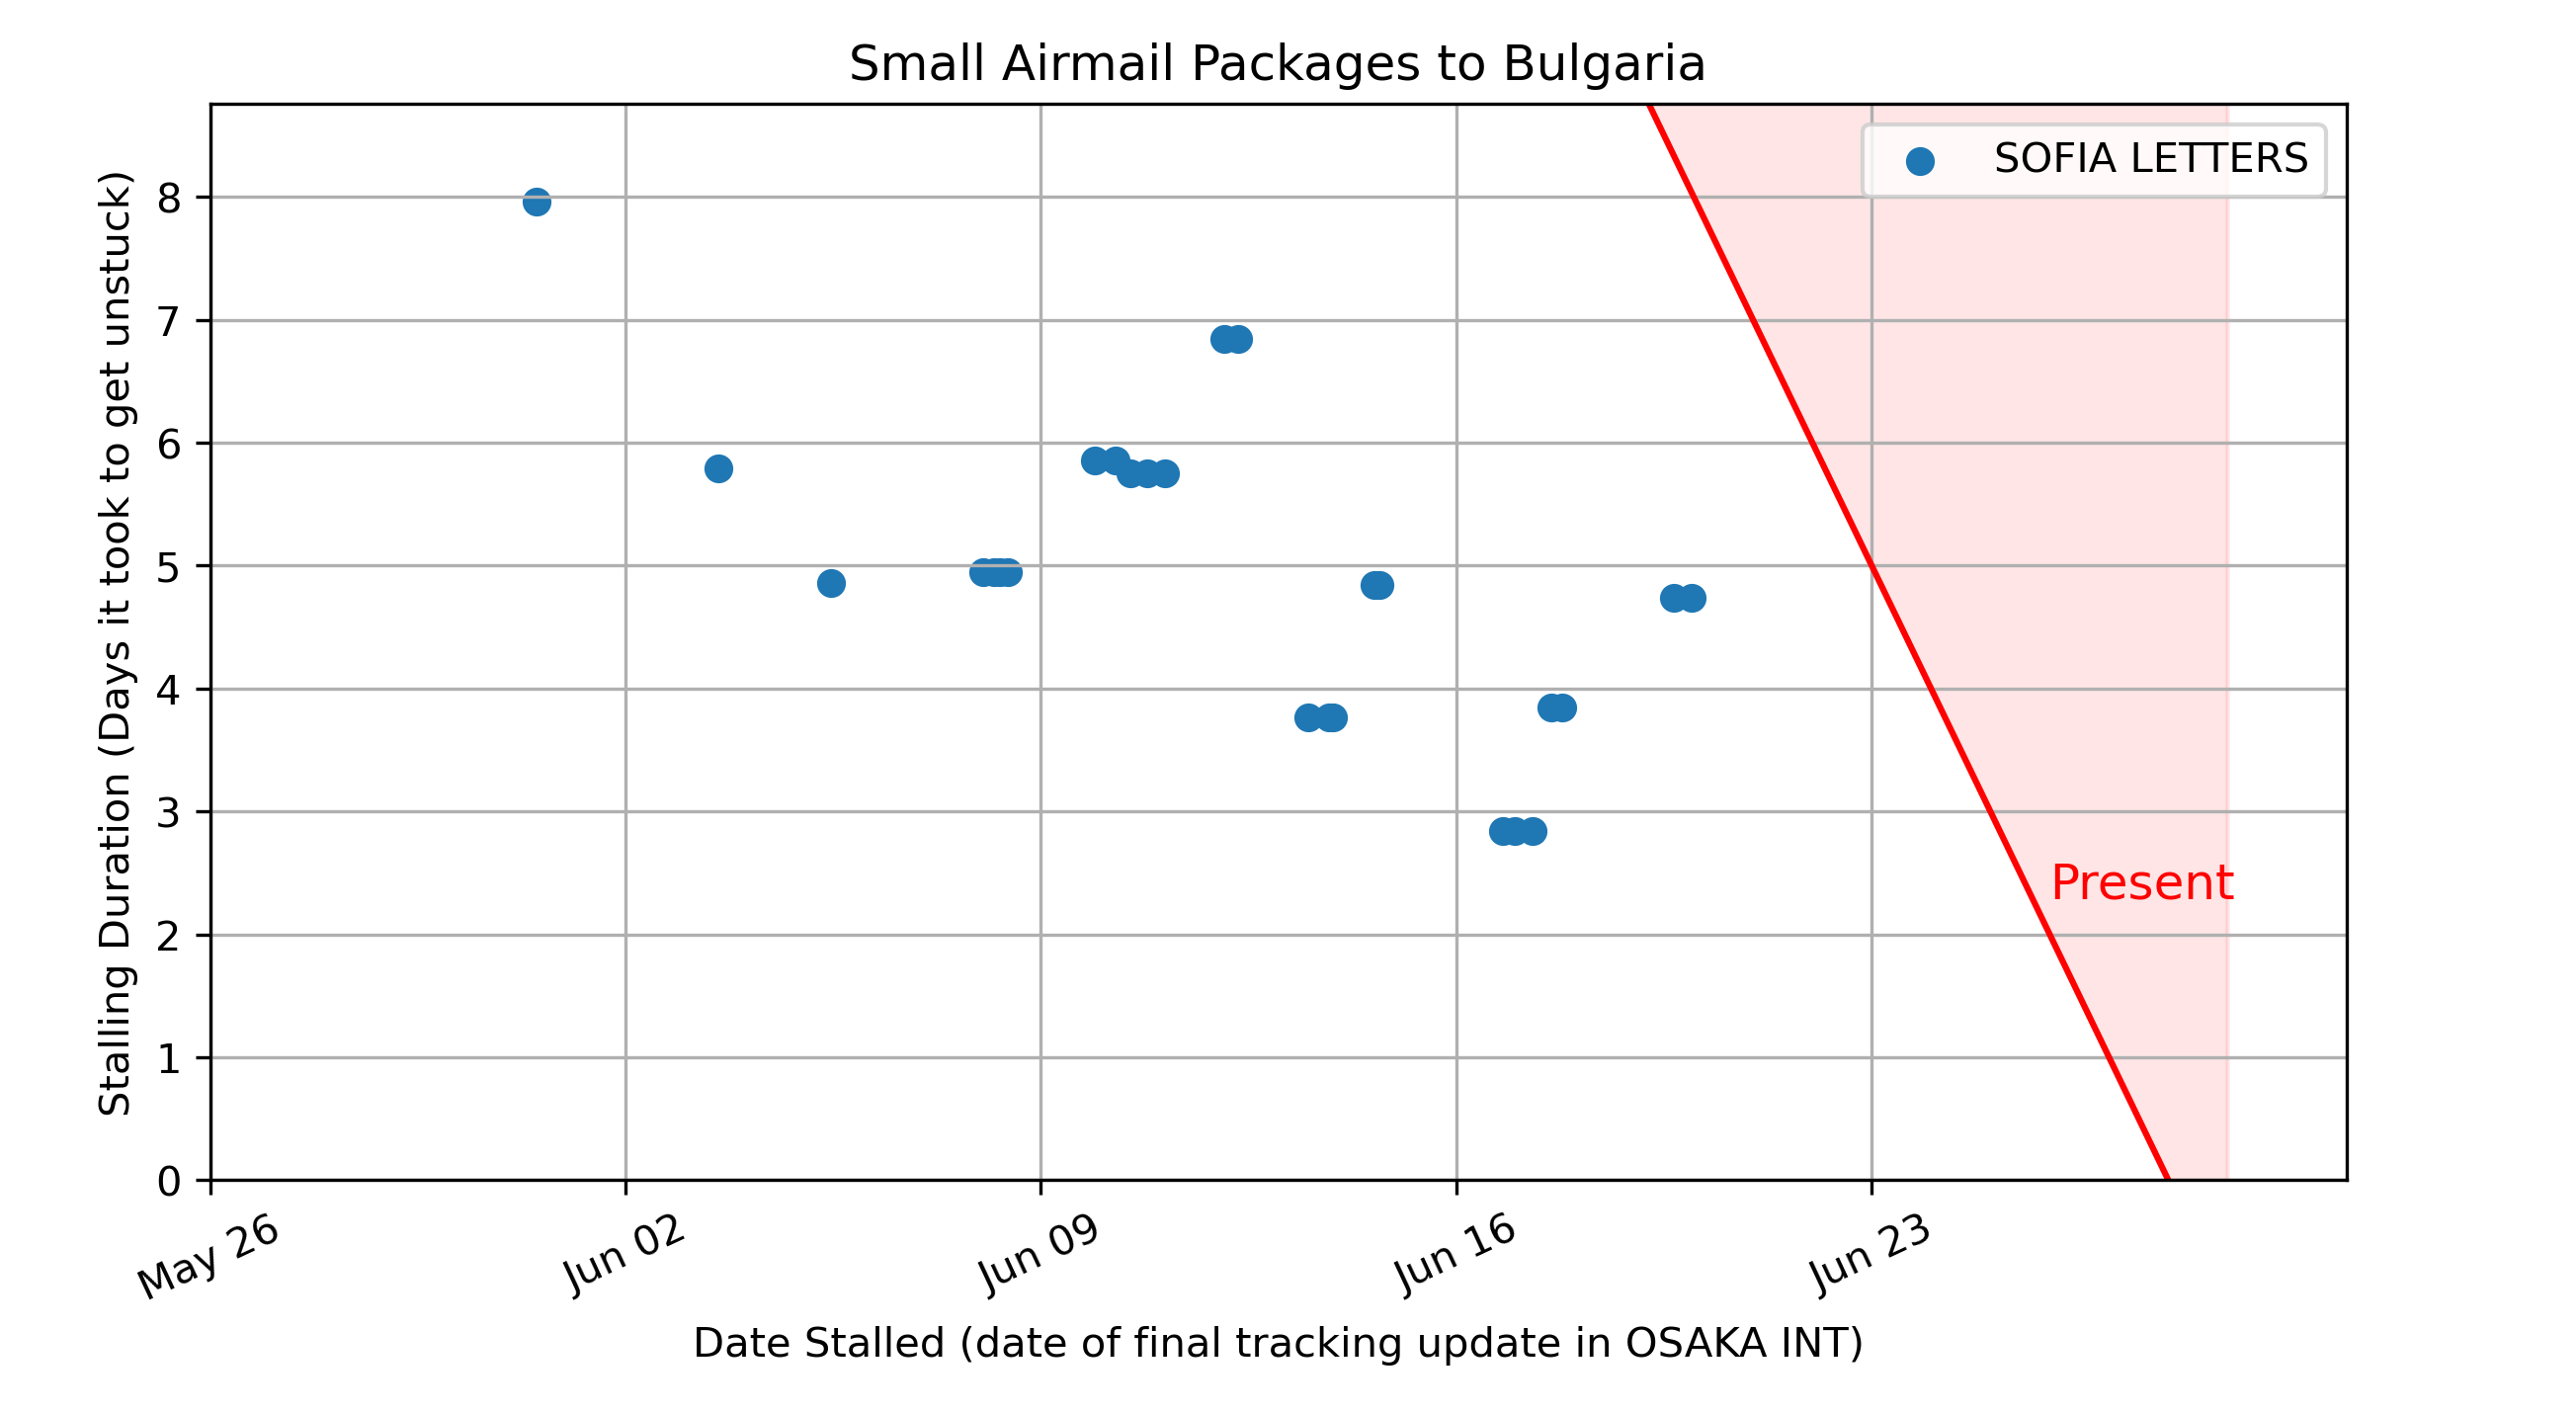 Small Airmail Packages to Bulgaria
SOFIA LETTERS
Stalling Duration (Days it took to get unstuck)
8
7
6
5
4
3
2
1
0
Present
May 26
Jun 02
Jun 09
Jun 16
Jun 23
Date Stalled (date of final tracking update in OSAKA INT)